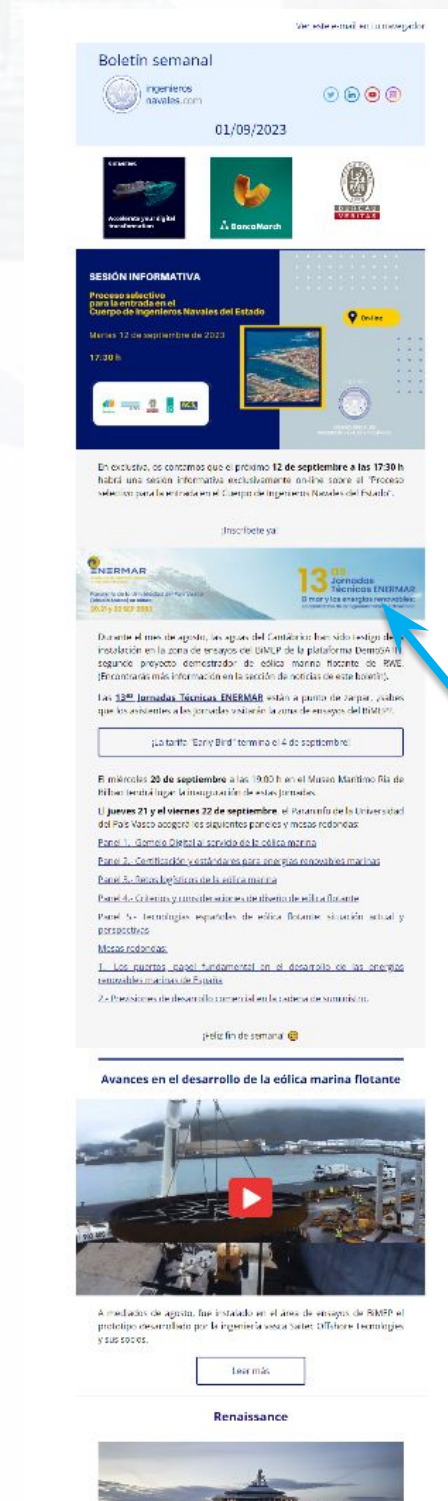 Ver este e-mail en tu navegador
Boletín semanal
ingenieros
navales.com
01/09/2023
SIEMENS
Accelerate your digital
transformation
BancaMarch
BUREAU
VERITAS
SESIÓN INFORMATIVA
Proceso selectivo
para la entrada en el
Cuerpo de Ingenieros Navales del Estado
Martes 12 de septiembre de 2023
On-line
17:30 h
En exclusiva, os contamos que el próximo 12 de septiembre a las 17:30 h
habrá una sesión informativa exclusivamente on-line sobre el "Proceso
selectivo para la entrada en el Cuerpo de Ingenieros Navales del Estado".
¡Inscríbete ya!
ENERMAR
Paraninfo de la Universidad del País Vasco
20, 21 y 22 SEP 2023
13as
Jornadas
Técnicas ENERMAR
El mar y las energías renovables:
Durante el mes de agosto, las aguas del Cantábrico han sido testigo de
instalación en la zona de ensayos del BiMEP de la plataforma DemoSATH
segundo proyecto demostrador de eólica marina flotante de RWE.
(Encontrarás más información en la sección de noticias de este boletín).
Las 13as Jornadas Técnicas ENERMAR están a punto de zarpar, ¿sabes
que los asistentes a las jornadas visitarán la zona de ensayos del BiMEP?.
¡La tarifa "Early Bird" termina el 4 de septiembre!
El miércoles 20 de septiembre a las 19:00 h en el Museo Marítimo Ría de
Bilbao tendrá lugar la inauguración de estas Jornadas.
El jueves 21 y el viernes 22 de septiembre, el Paraninfo de la Universidad
del País Vasco acogerá los siguientes paneles y mesas redondas:
Panel 1.- Gemelo Digital al servicio de la eólica marina
Panel 2.- Certificación y estándares para energías renovables marinas
Panel 3.- Retos logísticos de la eólica marina
Panel 4.- Criterios y consideraciones de diseño de eólica flotante
Panel 5.- Tecnologías españolas de eólica flotante: situación actual y
perspectivas
Mesas redondas:
1.- Los puertos, papel fundamental en el desarrollo de las energías
renovables marinas de España
2.- Previsiones de desarrollo comercial en la cadena de suministro.
¡Feliz fin de semana!
Avances en el desarrollo de la eólica marina flotante
A mediados de agosto, fue instalado en el área de ensayos de BiMEP el
prototipo desarrollado por la ingeniería vasca Saitec Offshore Tecnologies
y sus socios.
Leer más
Renaissance